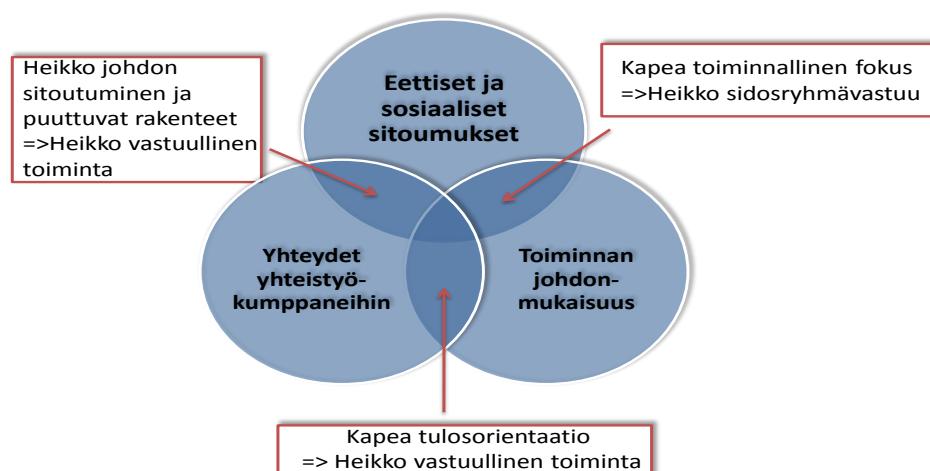 Heikko johdon
sitoutuminen ja
puuttuvat rakenteet
=>Heikko vastuullinen
toiminta
Eettiset ja
sosiaaliset
sitoumukset
Kapea toiminnallinen fokus
=>Heikko sidosryhmävastuu
Yhteydet
yhteistyö-
kumppaneihin
Toiminnan
johdon-
mukaisuus
Kapea tulosorientaatio
=> Heikko vastuullinen toiminta